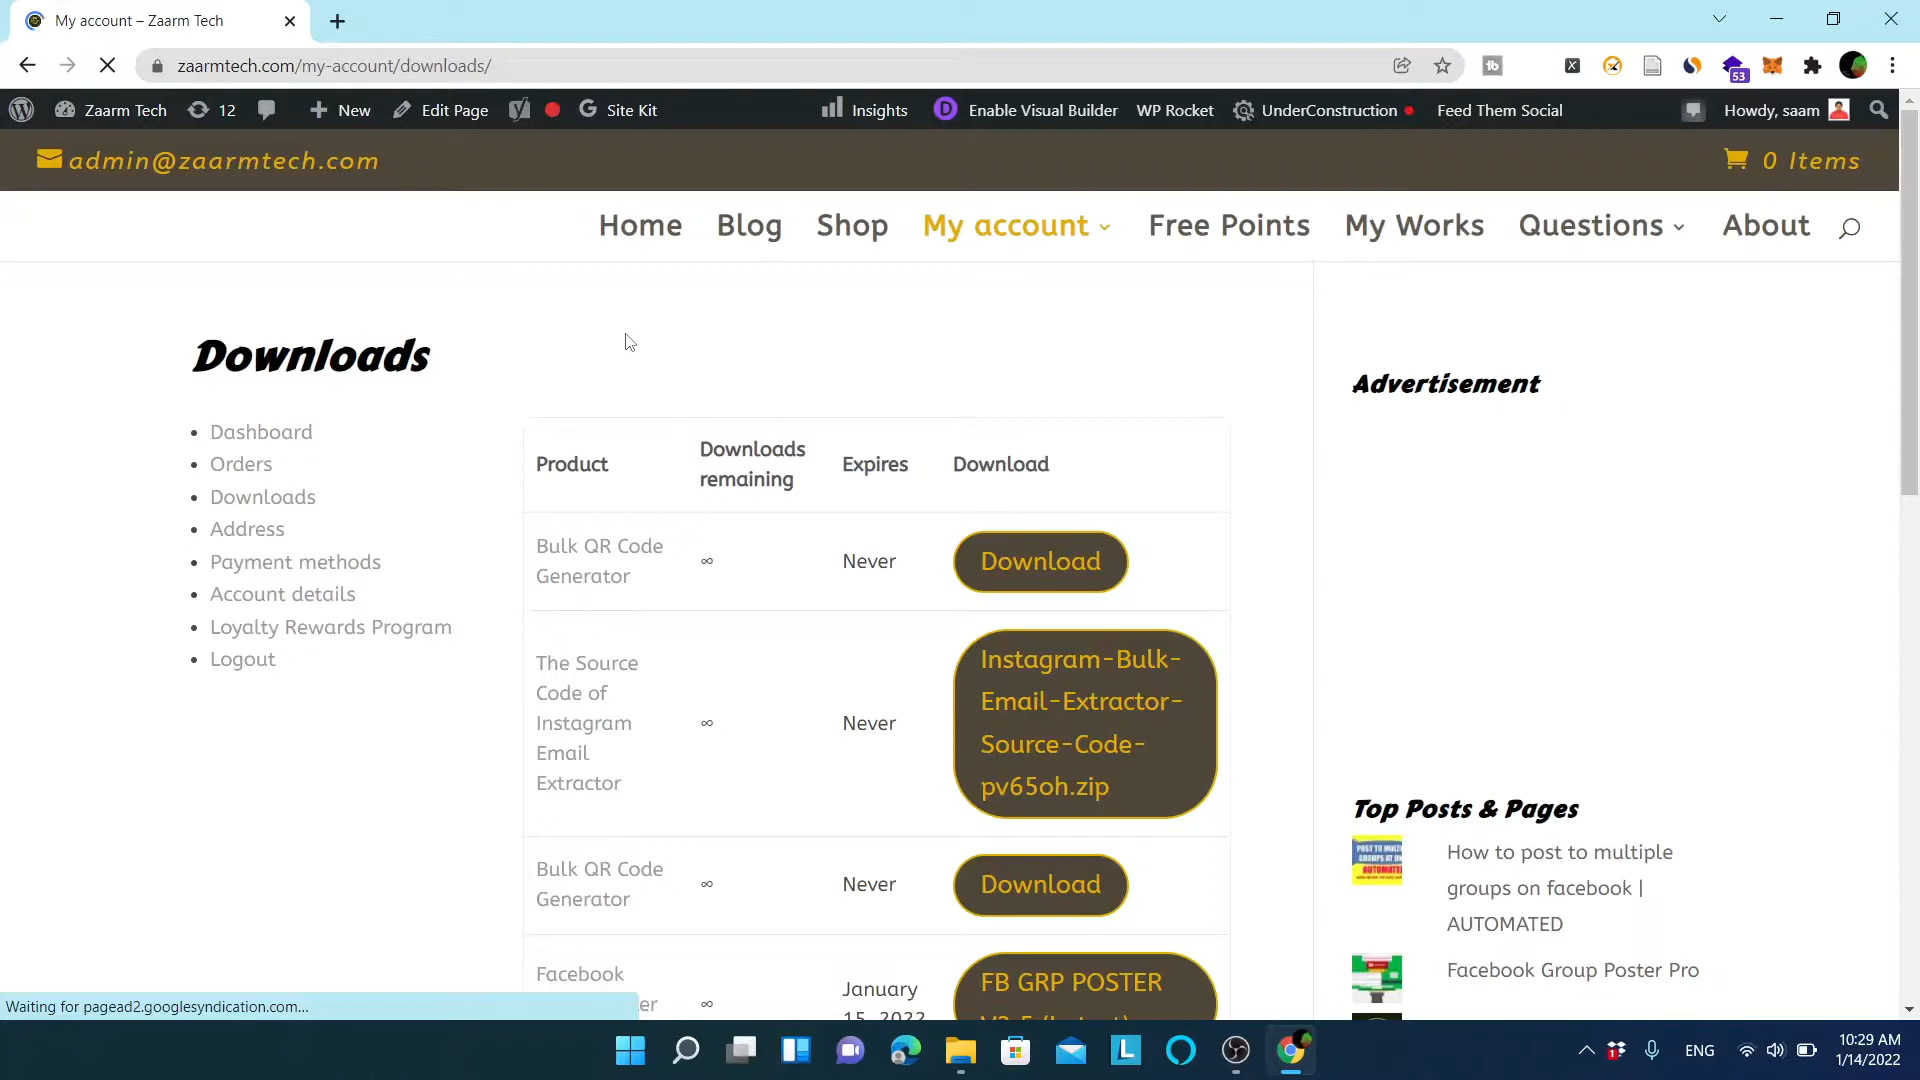 My account – Zaarm Tech
zaarmtech.com/my-account/downloads/
53
Zaarm Tech 12 New Edit Page Site Kit Insights Enable Visual Builder WP Rocket UnderConstruction Feed Them Social Howdy, saam
admin@zaarmtech.com 0 Items
Home Blog Shop My account Free Points My Works Questions About
Downloads
Dashboard
Orders
Downloads
Address
Payment methods
Account details
Loyalty Rewards Program
Logout
Product Downloads remaining Expires Download
Bulk QR Code
Generator
∞ Never Download
The Source
Code of
Instagram
Email
Extractor
∞ Never
Instagram-Bulk-
Email-Extractor-
Source-Code-
pv65oh.zip
Bulk QR Code
Generator
∞ Never Download
Facebook
er
∞
January
15, 2022
FB GRP POSTER
Advertisement
Top Posts & Pages
How to post to multiple
groups on facebook |
AUTOMATED
Facebook Group Poster Pro
Waiting for pagead2.googlesyndication.com...
ENG
10:29 AM
1/14/2022